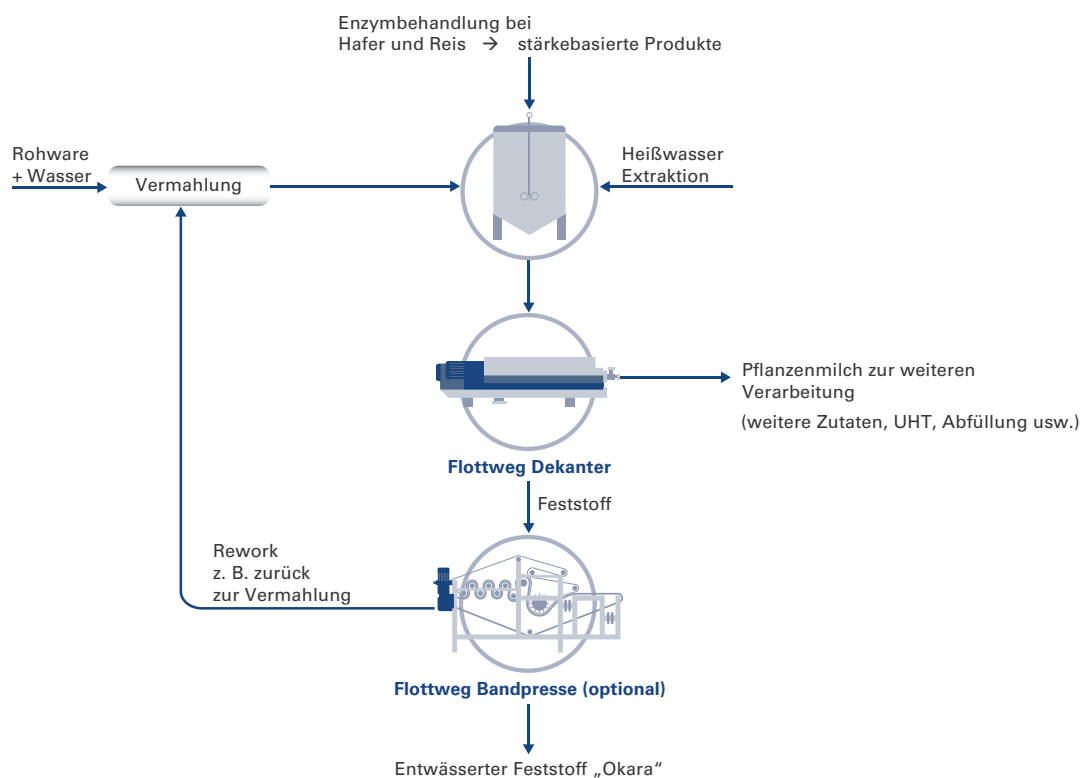 Enzymbehandlung bei
Hafer und Reis → stärkebasierte Produkte
Rohware
+ Wasser
Vermahlung
Heißwasser
Extraktion
Pflanzenmilch zur weiteren
Verarbeitung
(weitere Zutaten, UHT, Abfüllung usw.)
Flottweg Dekanter
Feststoff
Rework
z. B. zurück
zur Vermahlung
Flottweg Bandpresse (optional)
Entwässerter Feststoff „Okara“